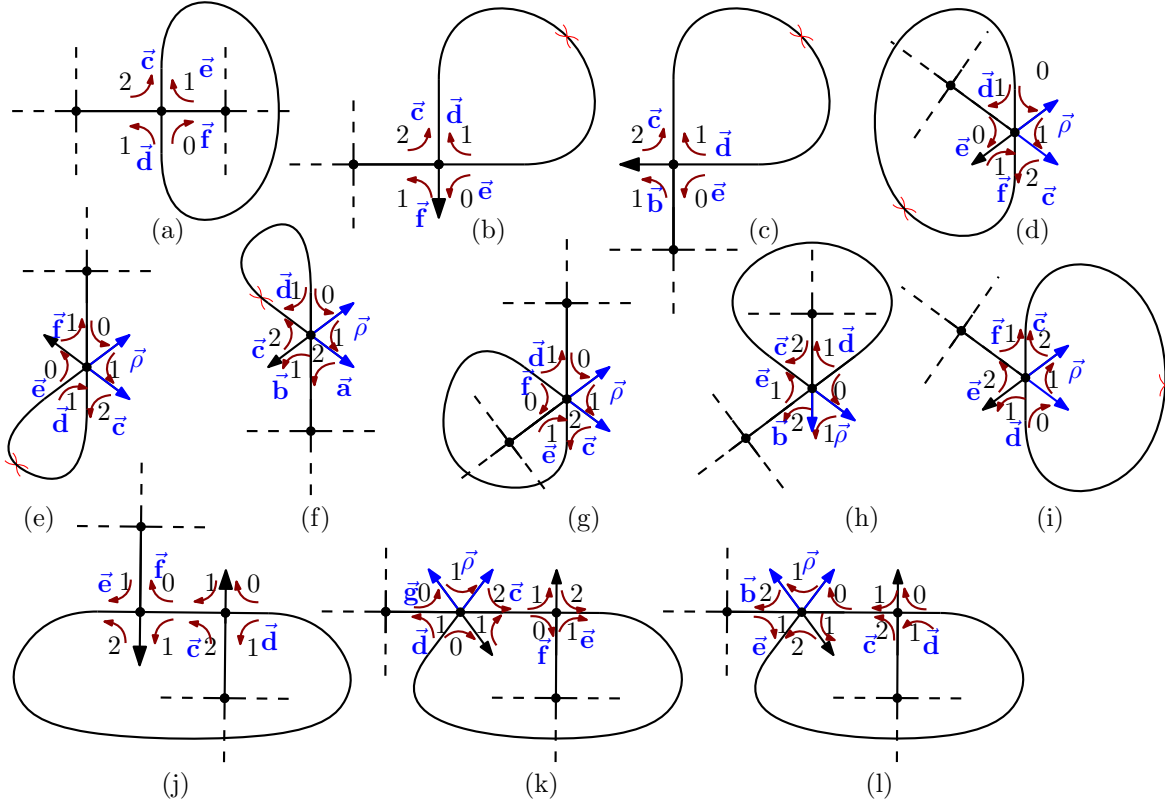 2 c⃗ 1 e⃗
1 d⃗ 0 f⃗
(a)
2 c⃗ d⃗ 1
1 f⃗ 0 e⃗
(b)
2 c⃗ 1 d⃗
1 b⃗ 0 e⃗
(c)
0
d⃗ 1
0 e⃗ 1 ρ⃗
1 f⃗ 2 c⃗
(d)
f⃗ 1 0
0 e⃗ 1 ρ⃗
d⃗ 1 2 c⃗
(e)
d⃗ 1 0
2 c⃗ 1 ρ⃗
b⃗ 1 2 a⃗
(f)
d⃗ 1 0
f⃗ 0 1 ρ⃗
1 e⃗ 2 c⃗
(g)
c⃗ 2 1 d⃗
e⃗ 1 0
b⃗ 2 1 ρ⃗
(h)
f⃗ 1 c⃗ 2
2 e⃗ 1 ρ⃗
1 d⃗ 0
(i)
e⃗ 1 f⃗ 0 1 0
2 1 c⃗ 2 1 d⃗
(j)
g⃗ 0 1 ρ⃗ 2 c⃗ 1 2
d⃗ 1 0 1 0 f⃗ 1 e⃗
(k)
b⃗ 2 1 ρ⃗ 0 1 0
e⃗ 1 2 1 c⃗ 2 1 d⃗
(l)